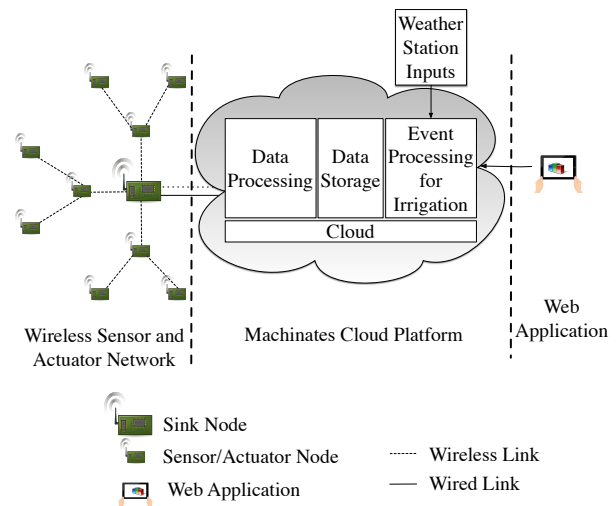 Weather
Station
Inputs
Data
Processing
Data
Storage
Event
Processing
for
Irrigation
Cloud
Wireless Sensor and
Actuator Network
Machinates Cloud Platform
Web
Application
Sink Node
Sensor/Actuator Node
Web Application
Wireless Link
Wired Link